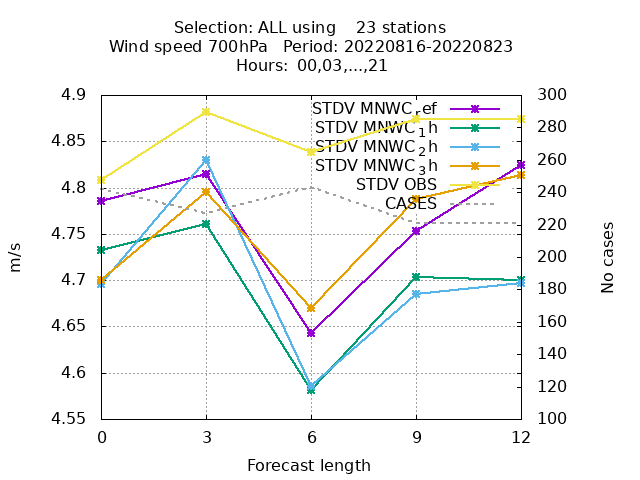 Selection: ALL using    23 stations
Wind speed 700hPa   Period: 20220816-20220823
Hours:  00,03,...,21
4.9
4.85
4.8
4.75
4.7
4.65
4.6
4.55
m/s
STDV MNWC_ref
STDV MNWC_1h
STDV MNWC_2h
STDV MNWC_3h
STDV OBS
CASES
300
280
260
240
220
200
180
160
140
120
100
No cases
0 3 6 9 12
Forecast length